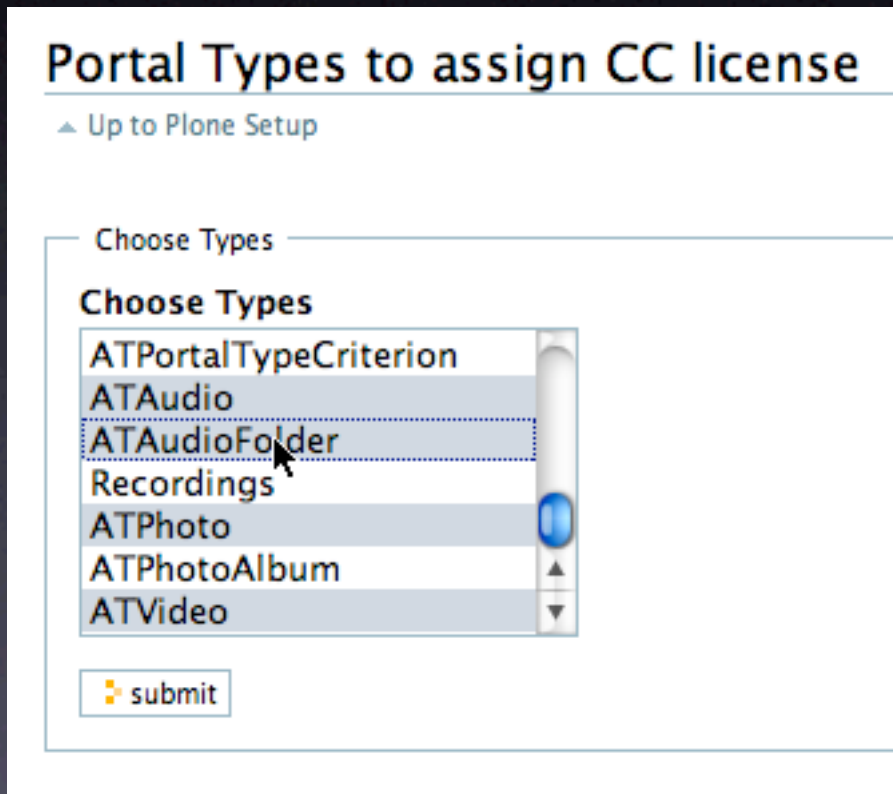 Portal Types to assign CC license
Up to Plone Setup
Choose Types
Choose Types
ATPortalTypeCriterion
ATAudio
ATAudioFolder
Recordings
ATPhoto
ATPhotoAlbum
ATVideo
submit